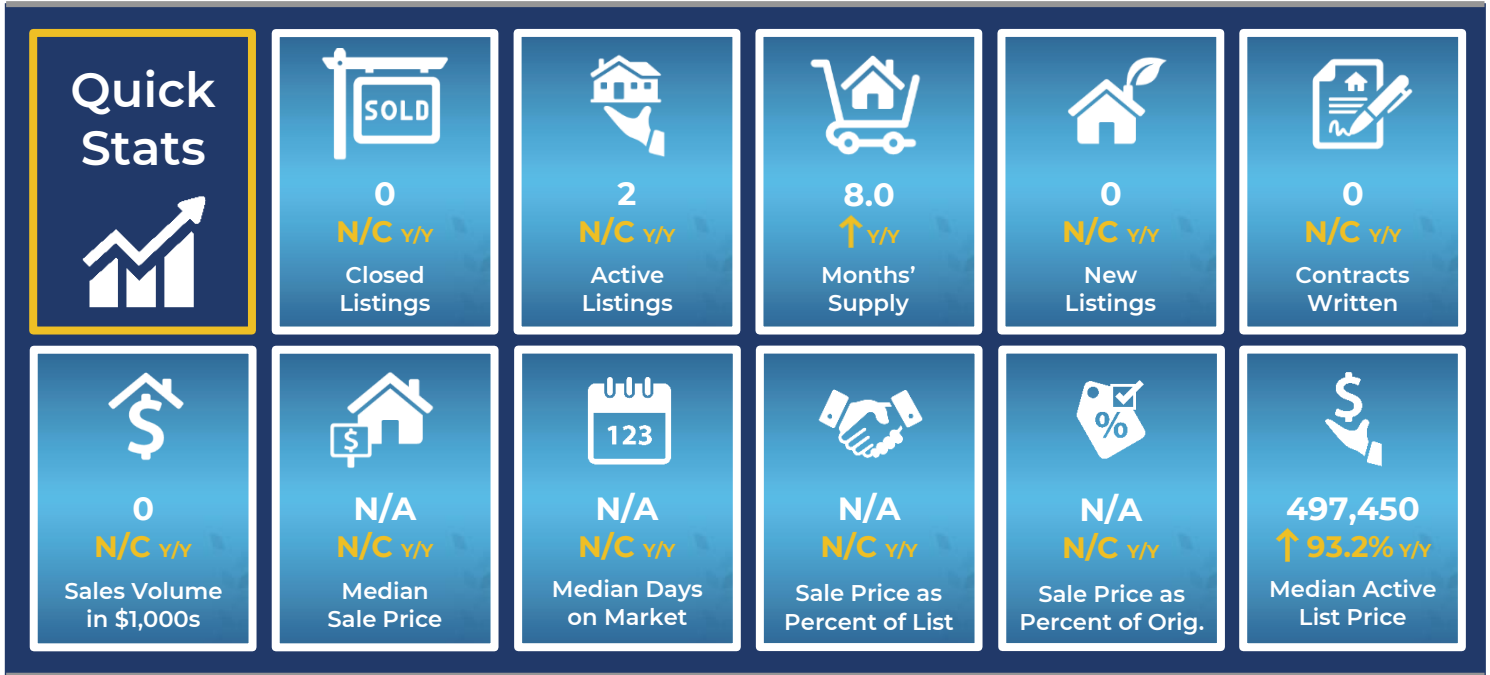 Quick
Stats
SOLD
0
N/C Y/Y
Closed
Listings
2
N/C Y/Y
Active
Listings
8.0
↑ Y/Y
Months’
Supply
0
N/C Y/Y
New
Listings
0
N/C Y/Y
Contracts
Written
$
0
N/C Y/Y
Sales Volume
in $1,000s
$
N/A
N/C Y/Y
Median
Sale Price
123
N/A
N/C Y/Y
Median Days
on Market
N/A
N/C Y/Y
Sale Price as
Percent of List
%
N/A
N/C Y/Y
Sale Price as
Percent of Orig.
$
497,450
↑ 93.2% Y/Y
Median Active
List Price